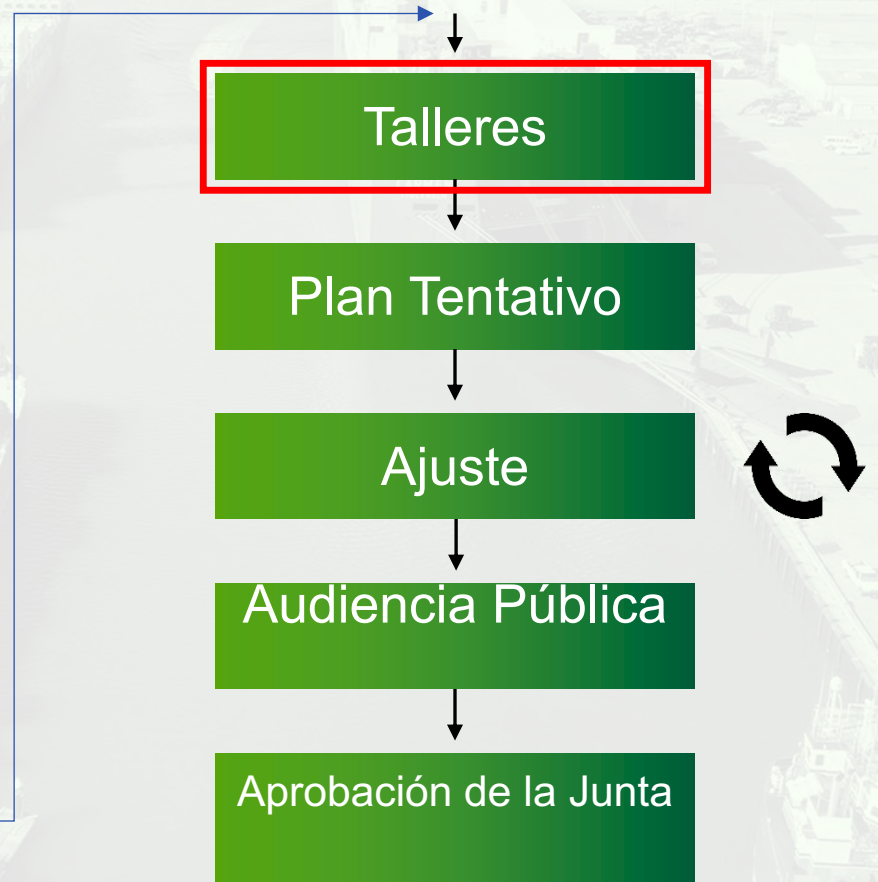 Talleres
Plan Tentativo
Ajuste
Audiencia Pública
Aprobación de la Junta